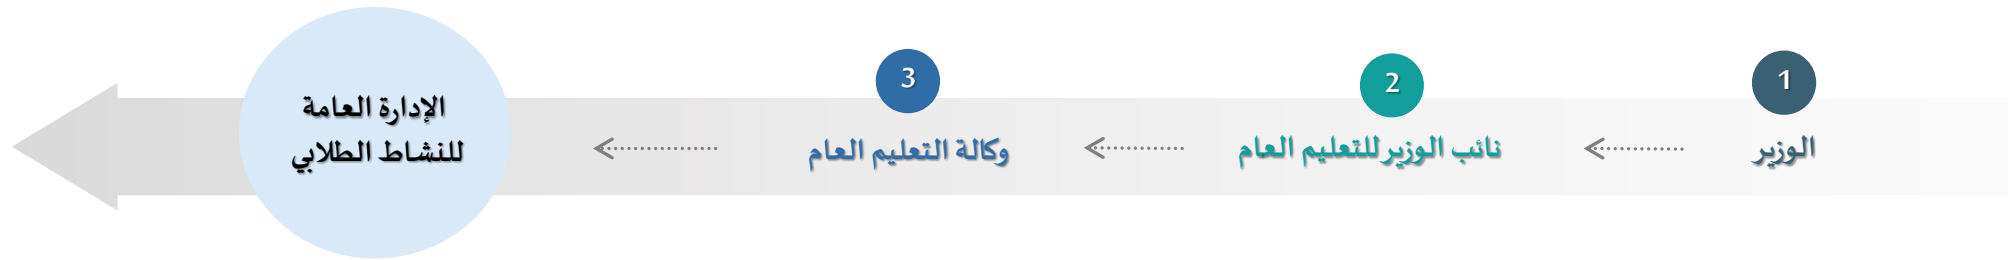 1
الوزير
2
نائب الوزير للتعليم العام
3
وكالة التعليم العام
الإدارة العامة
للنشاط الطلابي